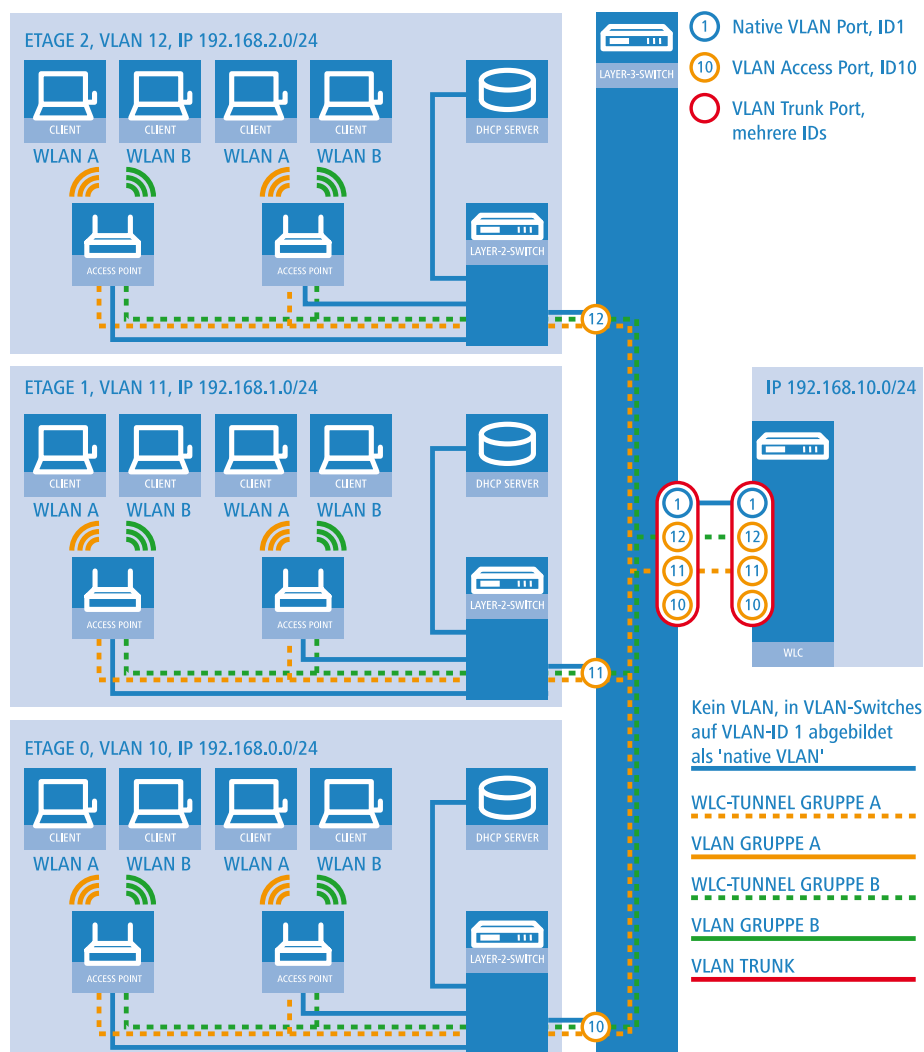 ETAGE 2, VLAN 12, IP 192.168.2.0/24
CLIENT
CLIENT
CLIENT
CLIENT
DHCP SERVER
WLAN A
WLAN B
WLAN A
WLAN B
ACCESS POINT
ACCESS POINT
LAYER-2-SWITCH
12
ETAGE 1, VLAN 11, IP 192.168.1.0/24
CLIENT
CLIENT
CLIENT
CLIENT
DHCP SERVER
WLAN A
WLAN B
WLAN A
WLAN B
ACCESS POINT
ACCESS POINT
LAYER-2-SWITCH
11
ETAGE 0, VLAN 10, IP 192.168.0.0/24
CLIENT
CLIENT
CLIENT
CLIENT
DHCP SERVER
WLAN A
WLAN B
WLAN A
WLAN B
ACCESS POINT
ACCESS POINT
LAYER-2-SWITCH
10
LAYER-3-SWITCH
1 Native VLAN Port, ID1
10 VLAN Access Port, ID10
VLAN Trunk Port,
mehrere IDs
IP 192.168.10.0/24
1
12
11
10
1
12
11
10
WLC
Kein VLAN, in VLAN-Switches
auf VLAN-ID 1 abgebildet
als 'native VLAN'
WLC-TUNNEL GRUPPE A
VLAN GRUPPE A
WLC-TUNNEL GRUPPE B
VLAN GRUPPE B
VLAN TRUNK